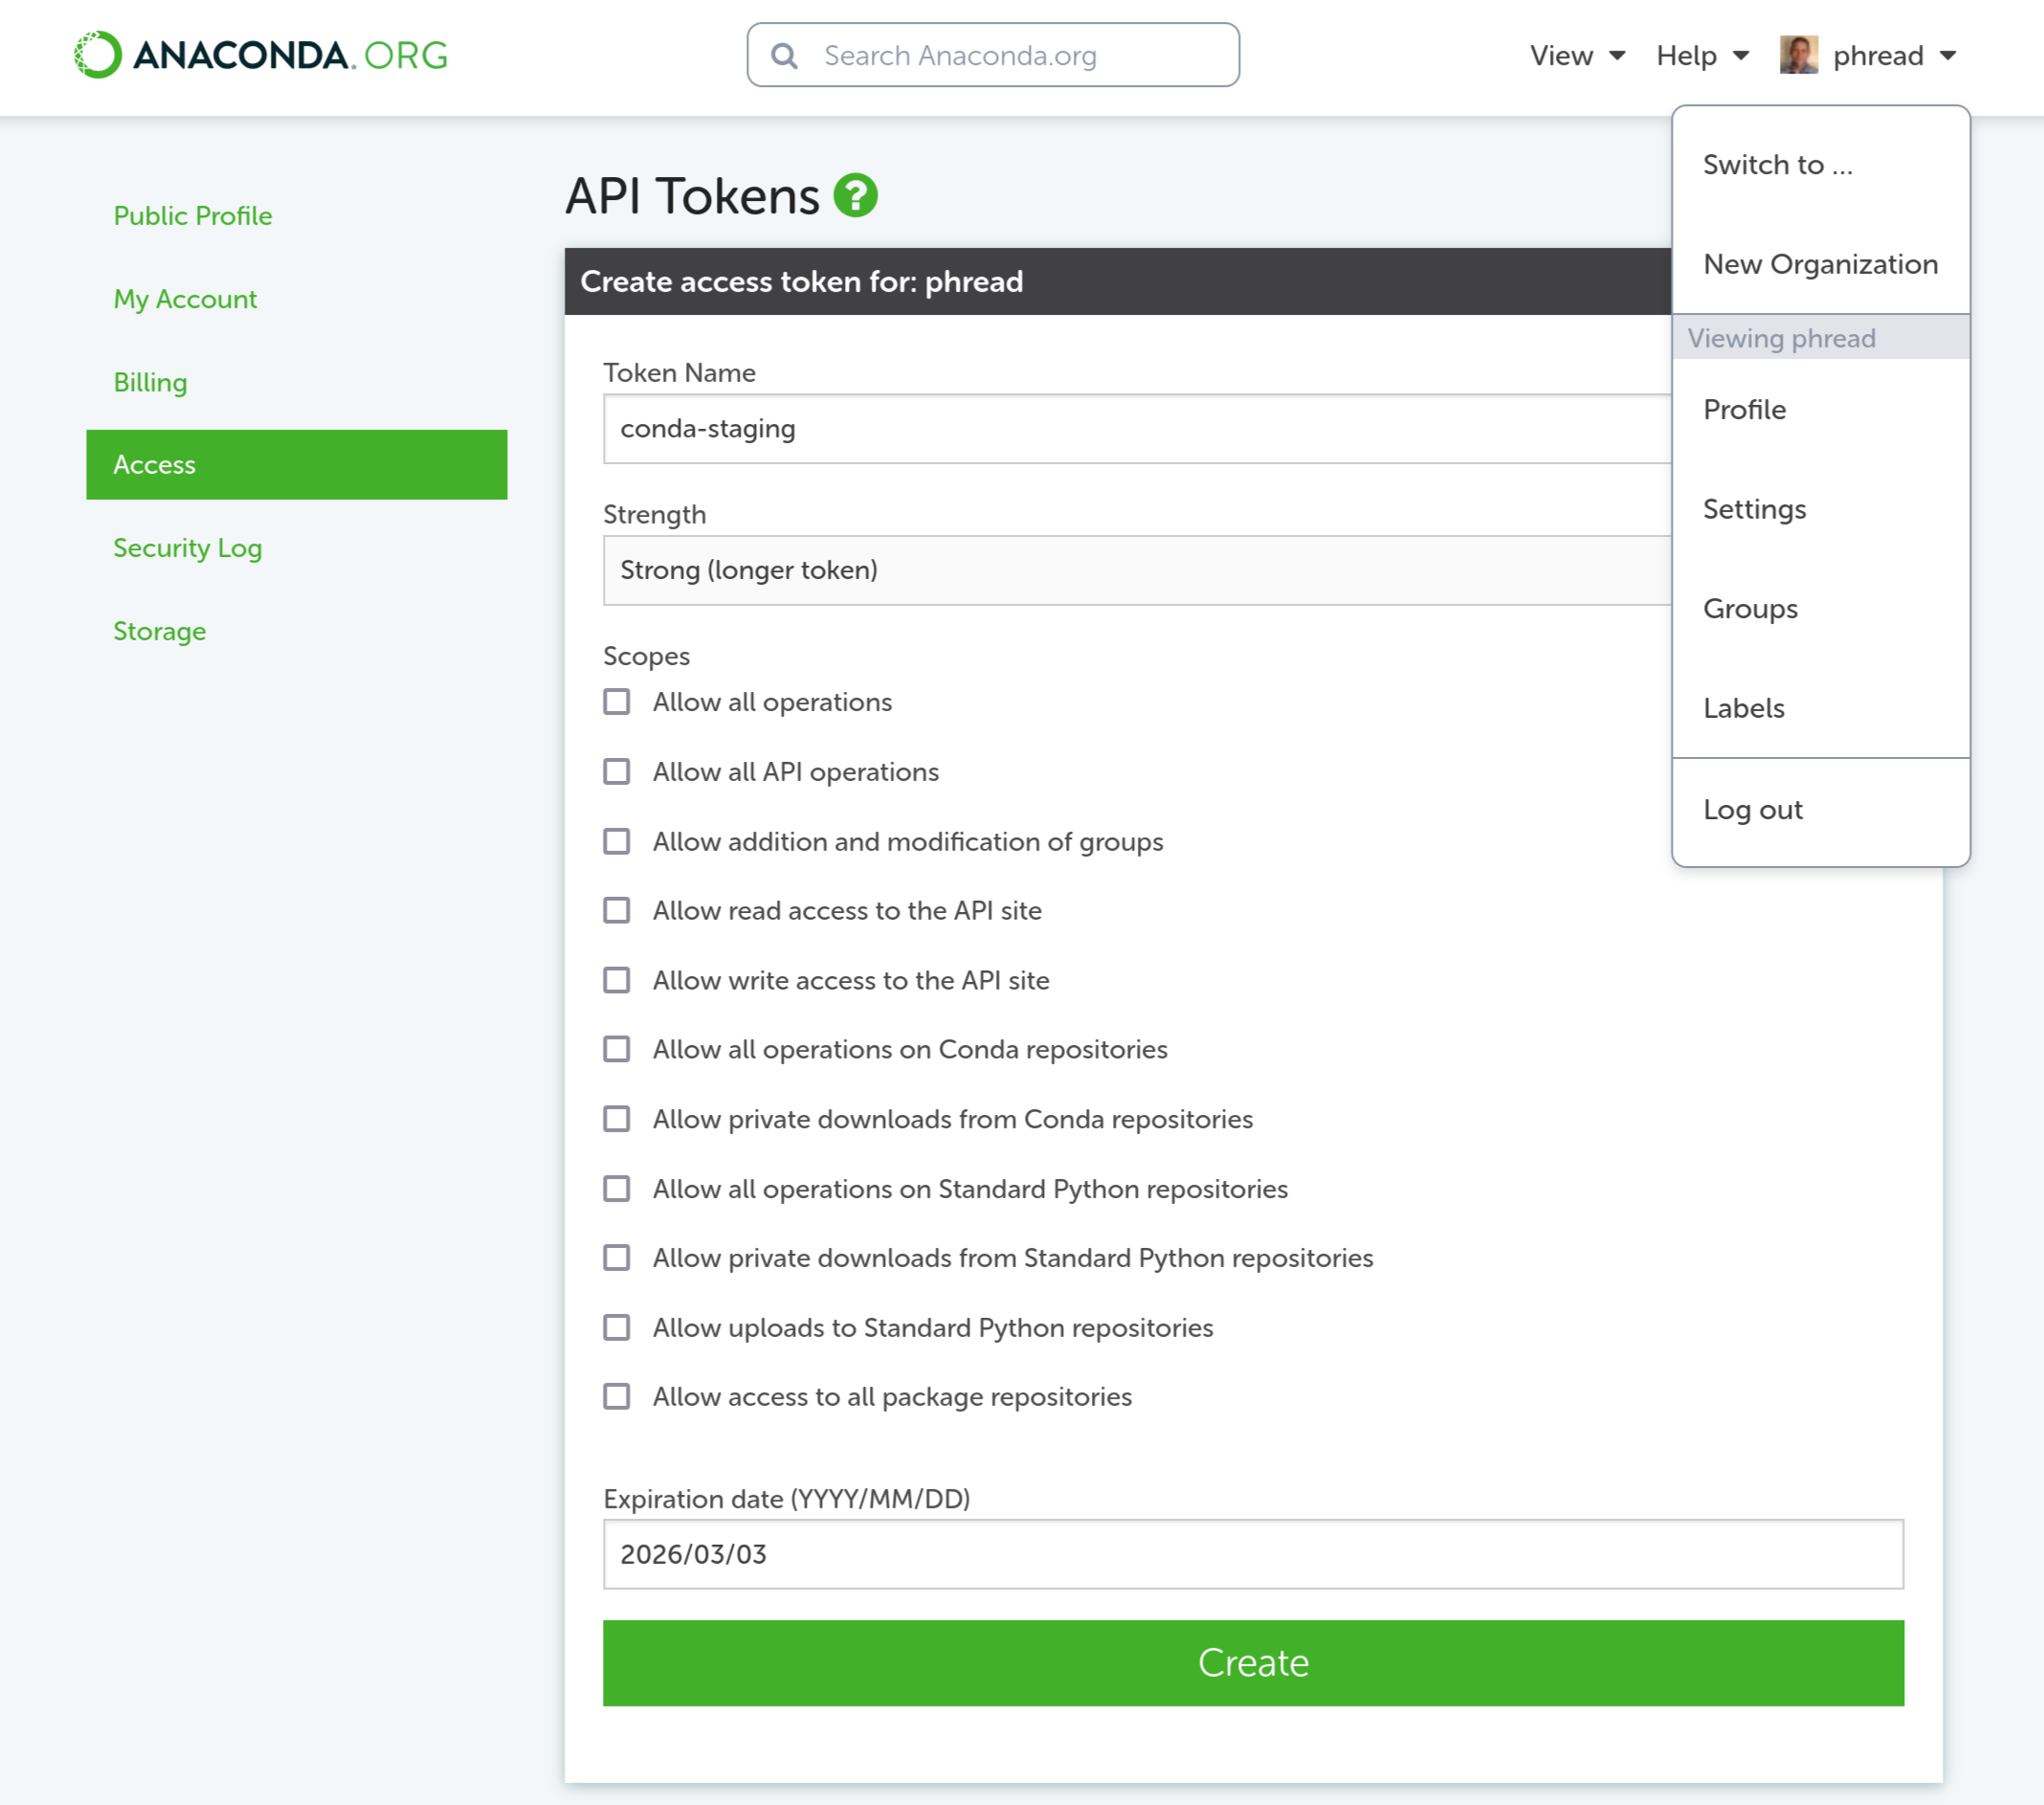 ANACONDA.ORG
Search Anaconda.org
View
Help
phread
Switch to ...
New Organization
Viewing phread
Profile
Settings
Groups
Labels
Log out
Public Profile
My Account
Billing
Access
Security Log
Storage
API Tokens ?
Create access token for: phread
Token Name
conda-staging
Strength
Strong (longer token)
Scopes
Allow all operations
Allow all API operations
Allow addition and modification of groups
Allow read access to the API site
Allow write access to the API site
Allow all operations on Conda repositories
Allow private downloads from Conda repositories
Allow all operations on Standard Python repositories
Allow private downloads from Standard Python repositories
Allow uploads to Standard Python repositories
Allow access to all package repositories
Expiration date (YYYY/MM/DD)
2026/03/03
Create